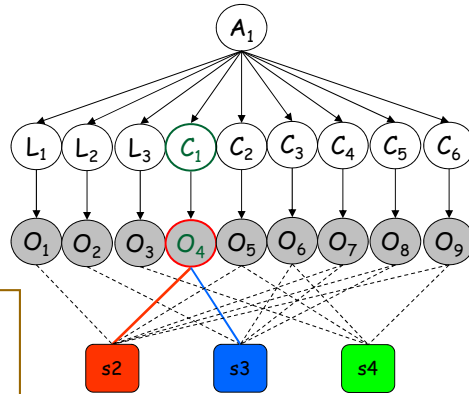 A1
L1 L2 L3 C1 C2 C3 C4 C5 C6
O1 O2 O3 O4 O5 O6 O7 O8 O9
s2 s3 s4